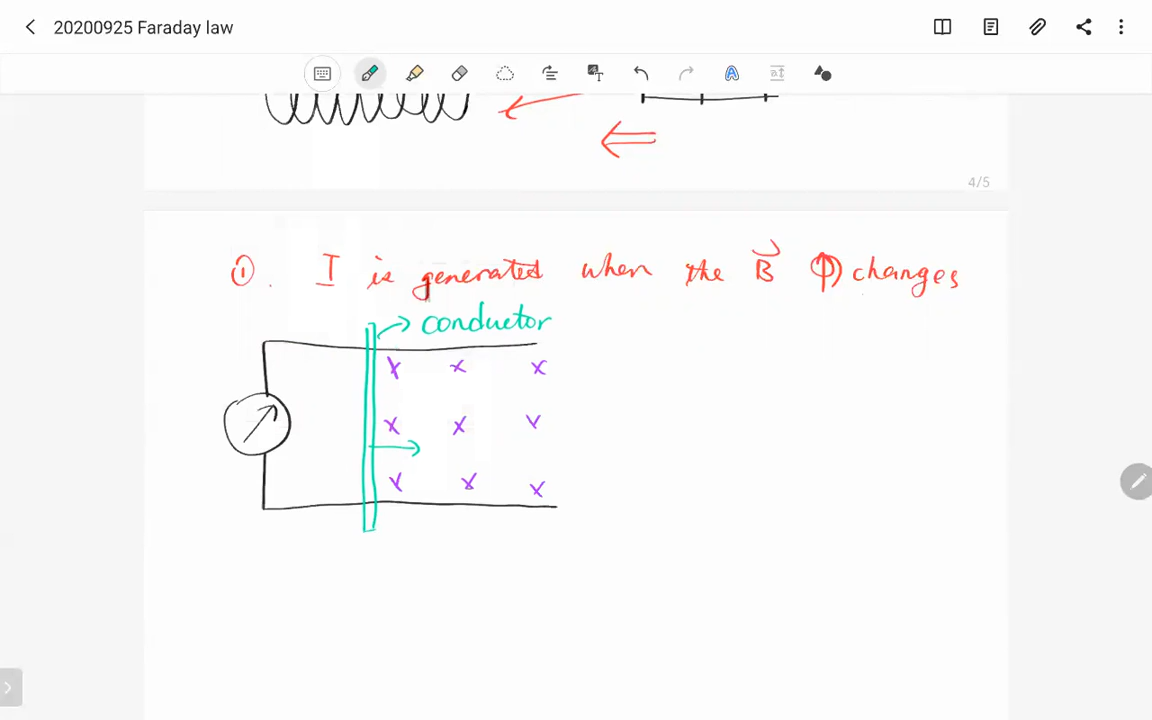 20200925 Faraday law
4/5
①. I is generated when the B⃗ (↑) changes
→ conductor
x x x
x x x
x x x